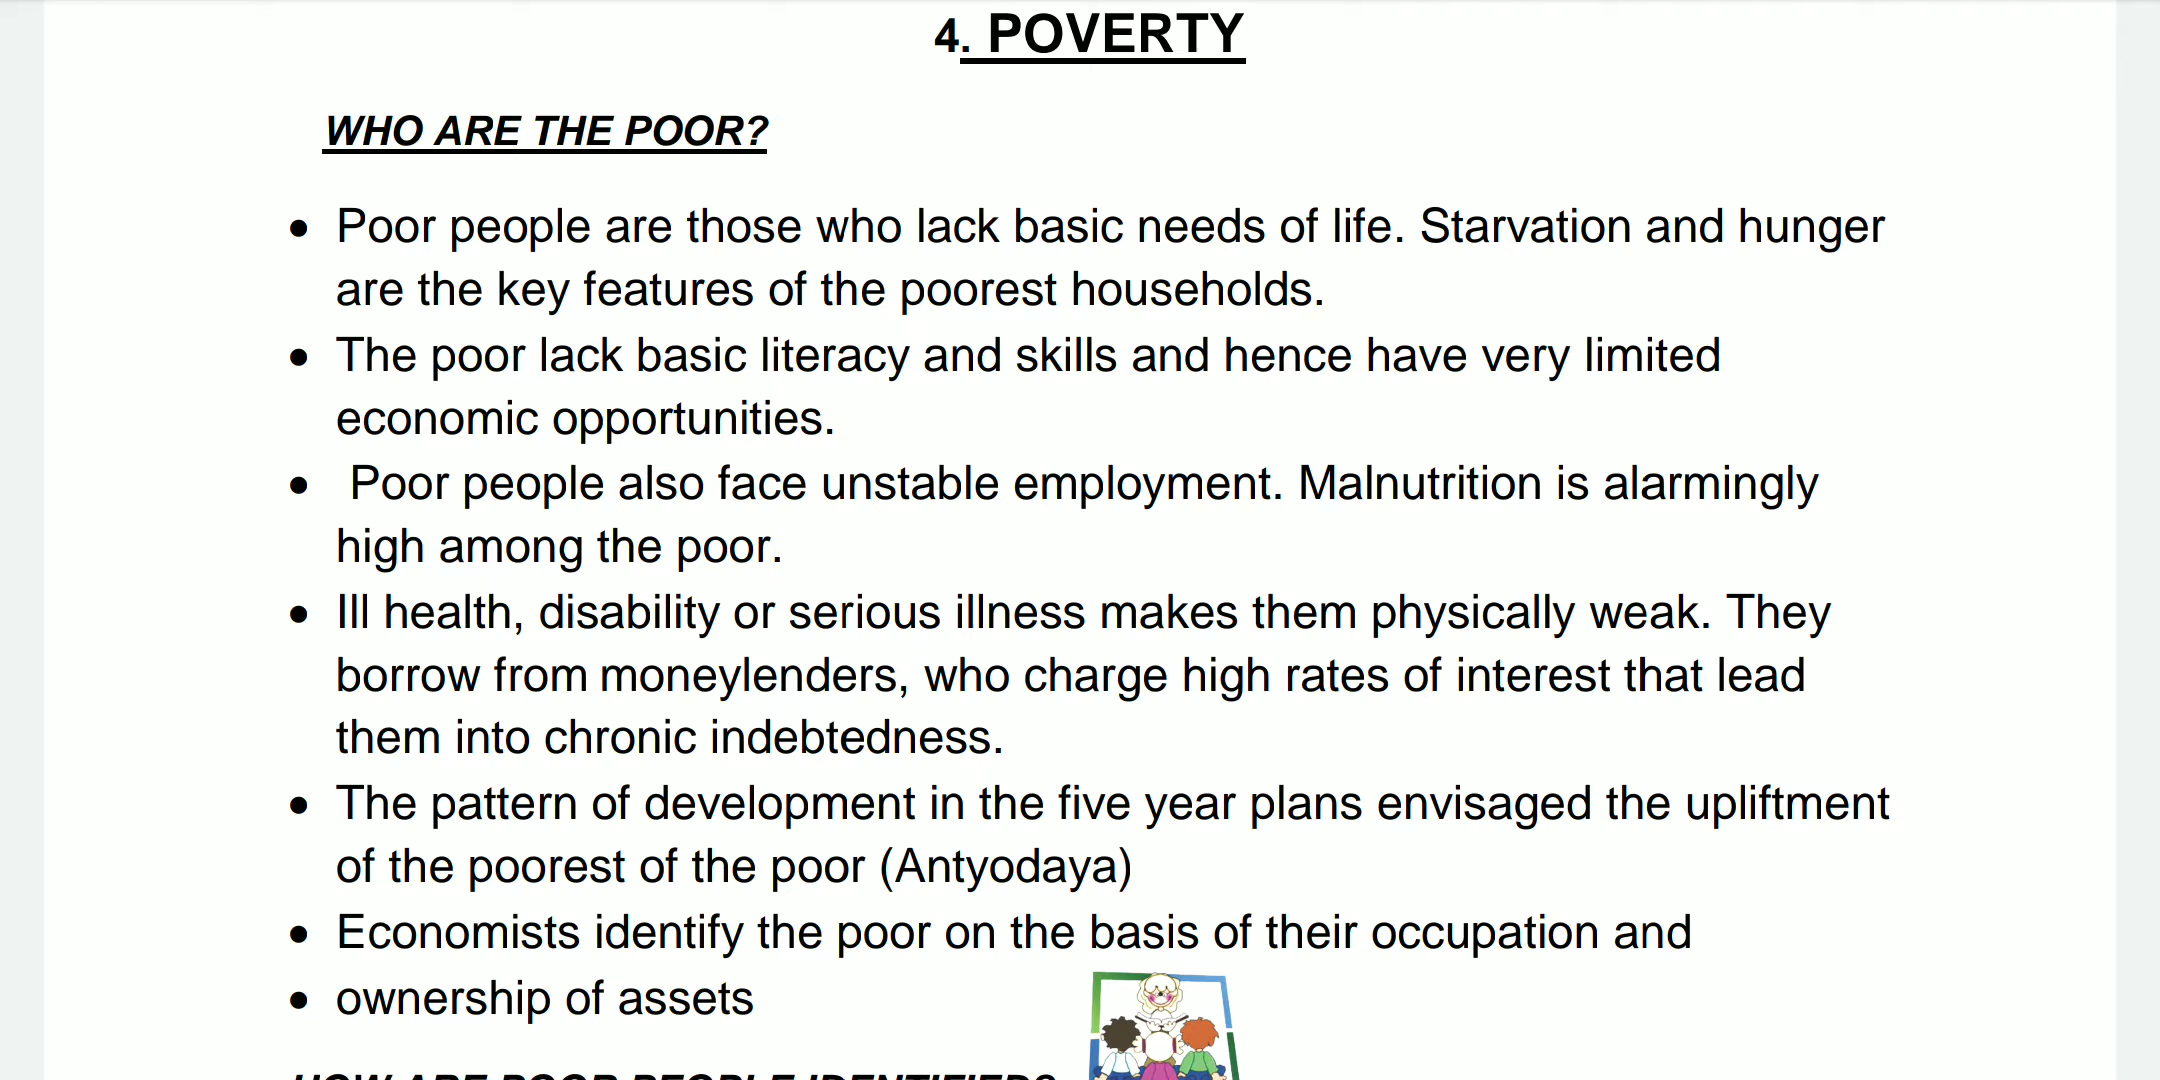 4. POVERTY
WHO ARE THE POOR?
• Poor people are those who lack basic needs of life. Starvation and hunger
are the key features of the poorest households.
• The poor lack basic literacy and skills and hence have very limited
economic opportunities.
• Poor people also face unstable employment. Malnutrition is alarmingly
high among the poor.
• Ill health, disability or serious illness makes them physically weak. They
borrow from moneylenders, who charge high rates of interest that lead
them into chronic indebtedness.
• The pattern of development in the five year plans envisaged the upliftment
of the poorest of the poor (Antyodaya)
• Economists identify the poor on the basis of their occupation and
• ownership of assets
HOW ARE POOR PEOPLE IDENTIFIED?